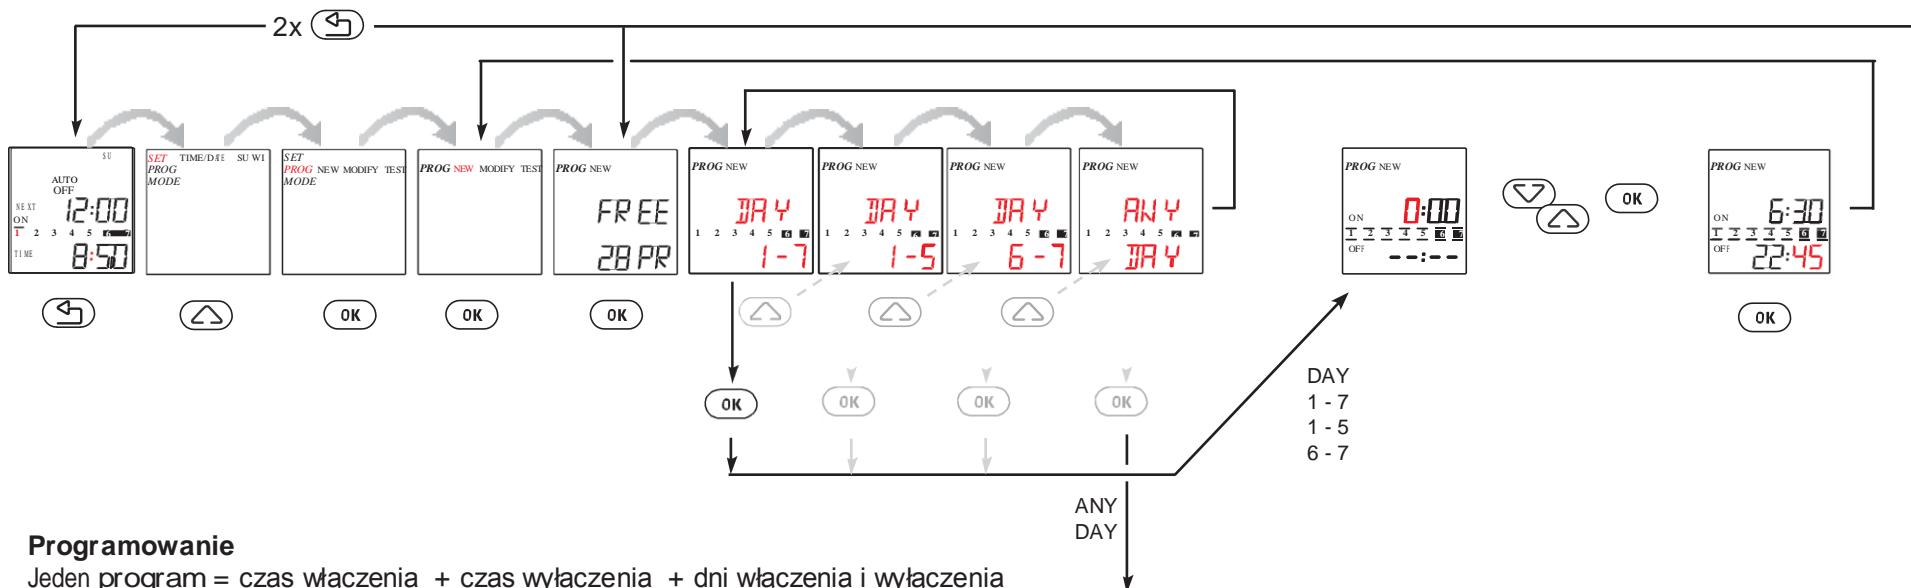 2x
SU
AUTO
OFF
NEXT
ON
12:00
1 2 3 4 5 6 7
TIME
8:50
SET TIME/DATE SU WI
PROG
MODE
SET
PROG NEW MODIFY TEST
MODE
PROG NEW MODIFY TEST
PROG NEW
FREE
28 PR
PROG NEW
DAY
1 2 3 4 5 6 7
1-7
PROG NEW
DAY
1 2 3 4 5 6 7
1-5
PROG NEW
DAY
1 2 3 4 5 6 7
6-7
PROG NEW
ANY
1 2 3 4 5 6 7
DAY
PROG NEW
ON 0:00
1 2 3 4 5 6 7
OFF --:--
OK
PROG NEW
ON 6:30
1 2 3 4 5 6 7
OFF 22:45
OK
OK
OK
OK
OK
OK
OK
OK
DAY
1 - 7
1 - 5
6 - 7
ANY
DAY
Programowanie
Jeden program = czas włączenia + czas wyłączenia + dni włączenia i wyłączenia